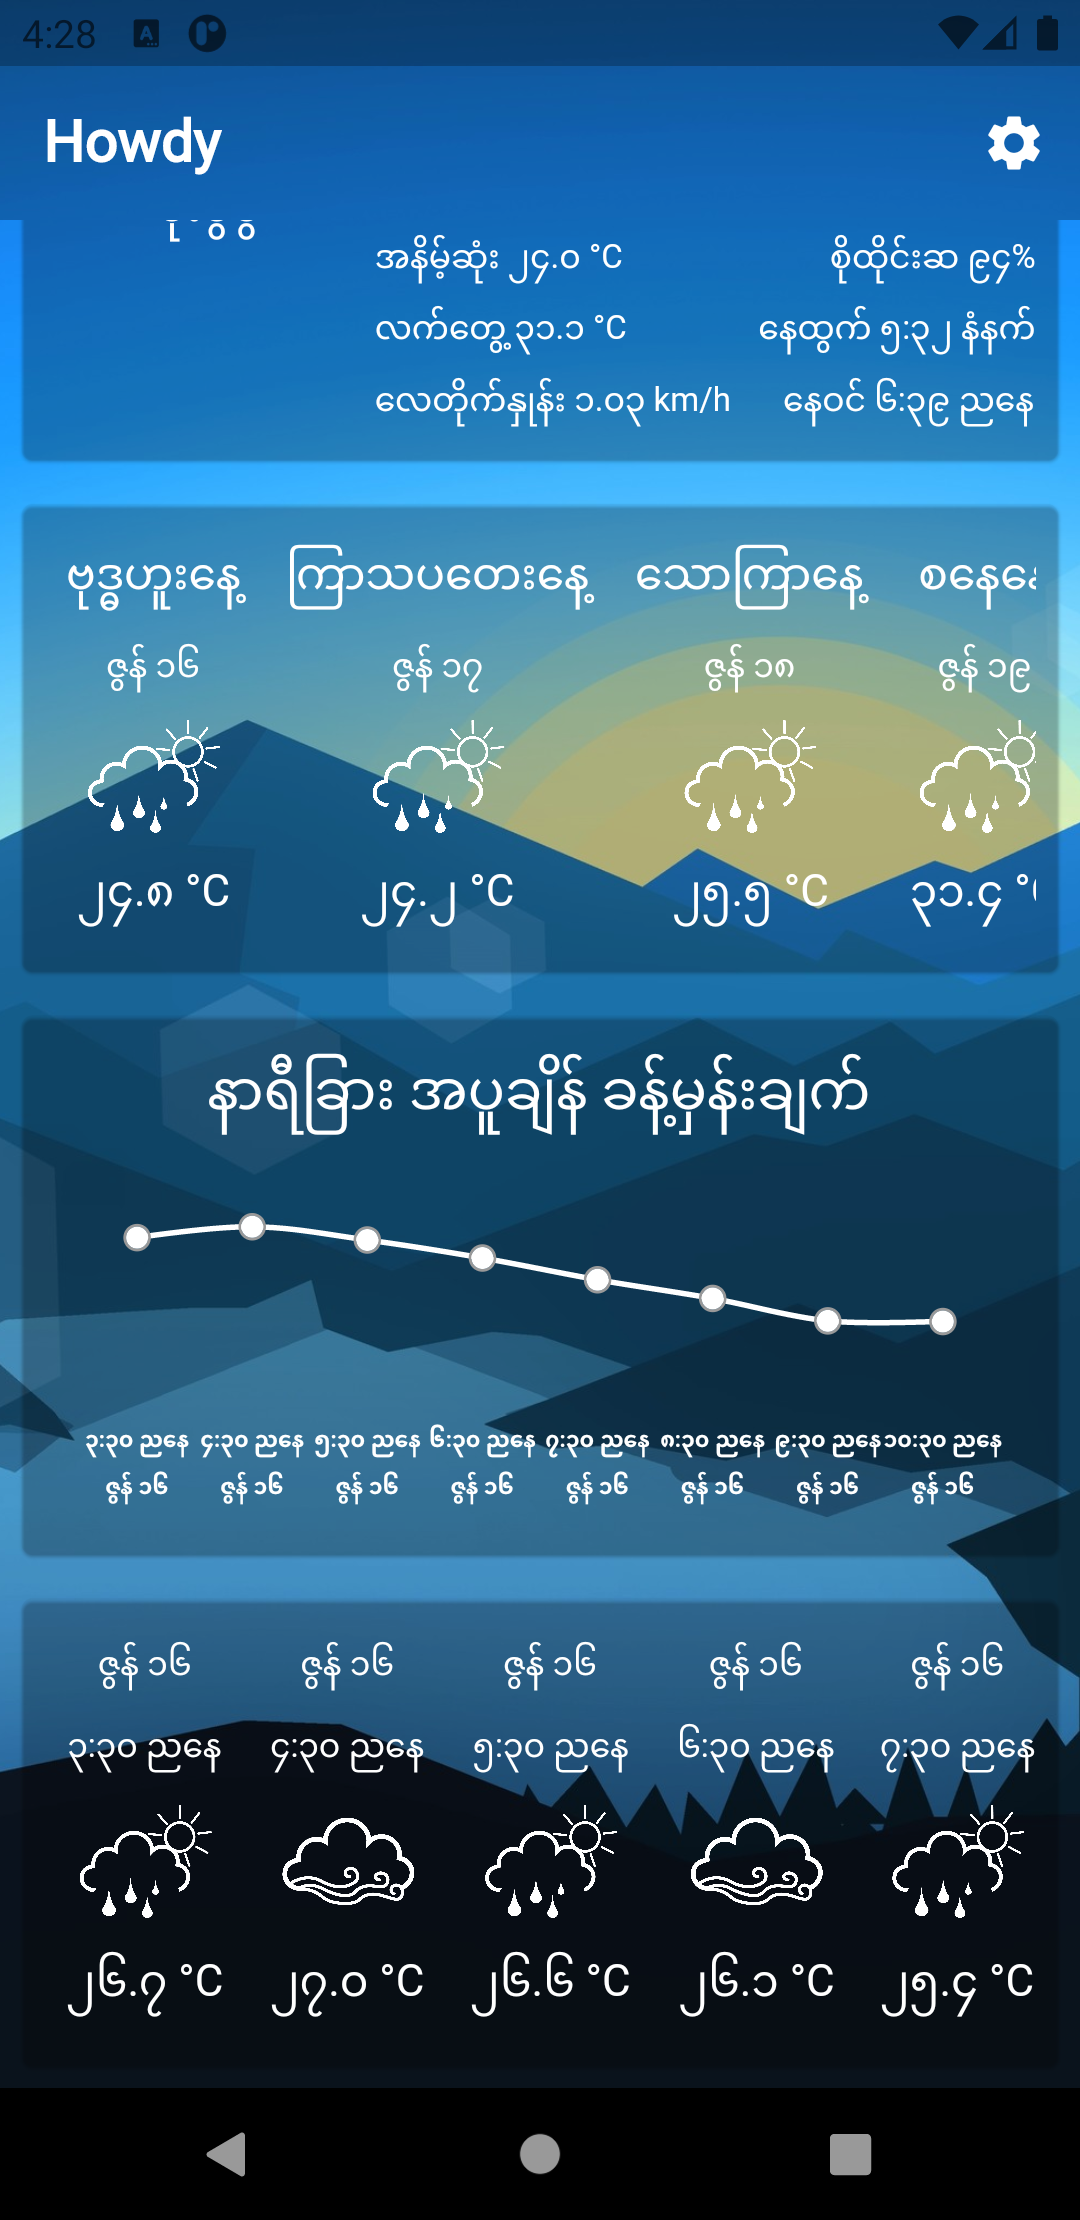 4:28
Howdy
အနိမ့်ဆုံး ၂၄.၀ °C စိုထိုင်းဆ ၉၄%
လက်တွေ့ ၃၁.၁ °C နေထွက် ၅:၃၂ နံနက်
လေတိုက်နှုန်း ၁.၀၃ km/h နေဝင် ၆:၃၉ ညနေ
ဗုဒ္ဓဟူးနေ့ ကြာသပတေးနေ့ သောကြာနေ့ စနေနေ
ဇွန် ၁၆ ဇွန် ၁၇ ဇွန် ၁၈ ဇွန် ၁၉
၂၄.၈ °C ၂၄.၂ °C ၂၅.၅ °C ၃၁.၄ °C
နာရီခြား အပူချိန် ခန့်မှန်းချက်
၃:၃၀ ညနေ ၄:၃၀ ညနေ ၅:၃၀ ညနေ ၆:၃၀ ညနေ ၇:၃၀ ညနေ ၈:၃၀ ညနေ ၉:၃၀ ညနေ ၁၀:၃၀ ညနေ
ဇွန် ၁၆ ဇွန် ၁၆ ဇွန် ၁၆ ဇွန် ၁၆ ဇွန် ၁၆ ဇွန် ၁၆ ဇွန် ၁၆ ဇွန် ၁၆
ဇွန် ၁၆ ဇွန် ၁၆ ဇွန် ၁၆ ဇွန် ၁၆ ဇွန် ၁၆
၃:၃၀ ညနေ ၄:၃၀ ညနေ ၅:၃၀ ညနေ ၆:၃၀ ညနေ ၇:၃၀ ညနေ
၂၆.၇ °C ၂၇.၀ °C ၂၆.၆ °C ၂၆.၁ °C ၂၅.၄ °C